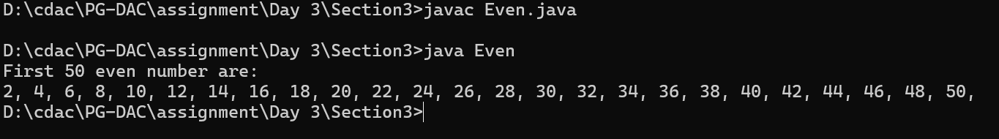 D:\cdac\PG-DAC\assignment\Day 3\Section3>javac Even.java
D:\cdac\PG-DAC\assignment\Day 3\Section3>java Even
First 50 even number are:
2, 4, 6, 8, 10, 12, 14, 16, 18, 20, 22, 24, 26, 28, 30, 32, 34, 36, 38, 40, 42, 44, 46, 48, 50,
D:\cdac\PG-DAC\assignment\Day 3\Section3>